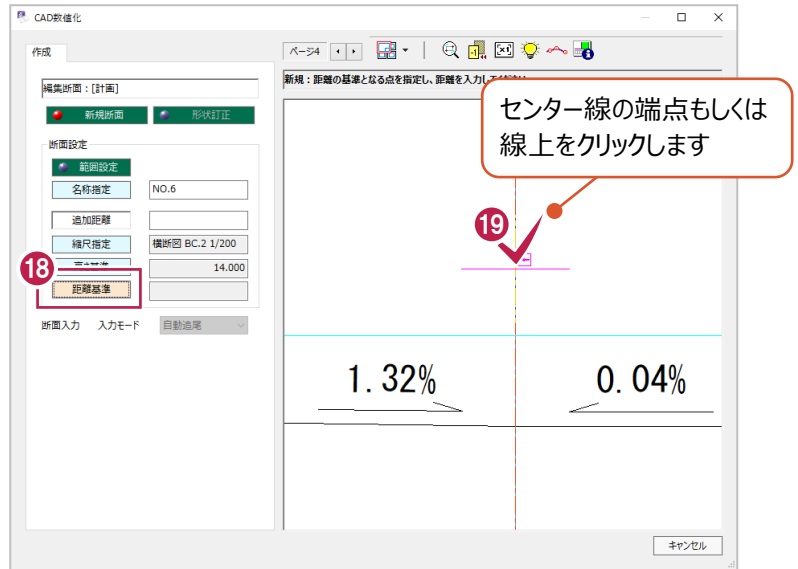 CAD数値化
作成
ページ4
編集断面：[計画]
新規：距離の基準となる点を指定し、距離を入力してください
センター線の端点もしくは
線上をクリックします
新規断面
形状訂正
断面設定
範囲設定
名称指定
NO.6
追加距離
縮尺指定
横断図 BC.2 1/200
14.000
距離基準
18
19
断面入力
入力モード
自動追尾
1.32%
0.04%
キャンセル